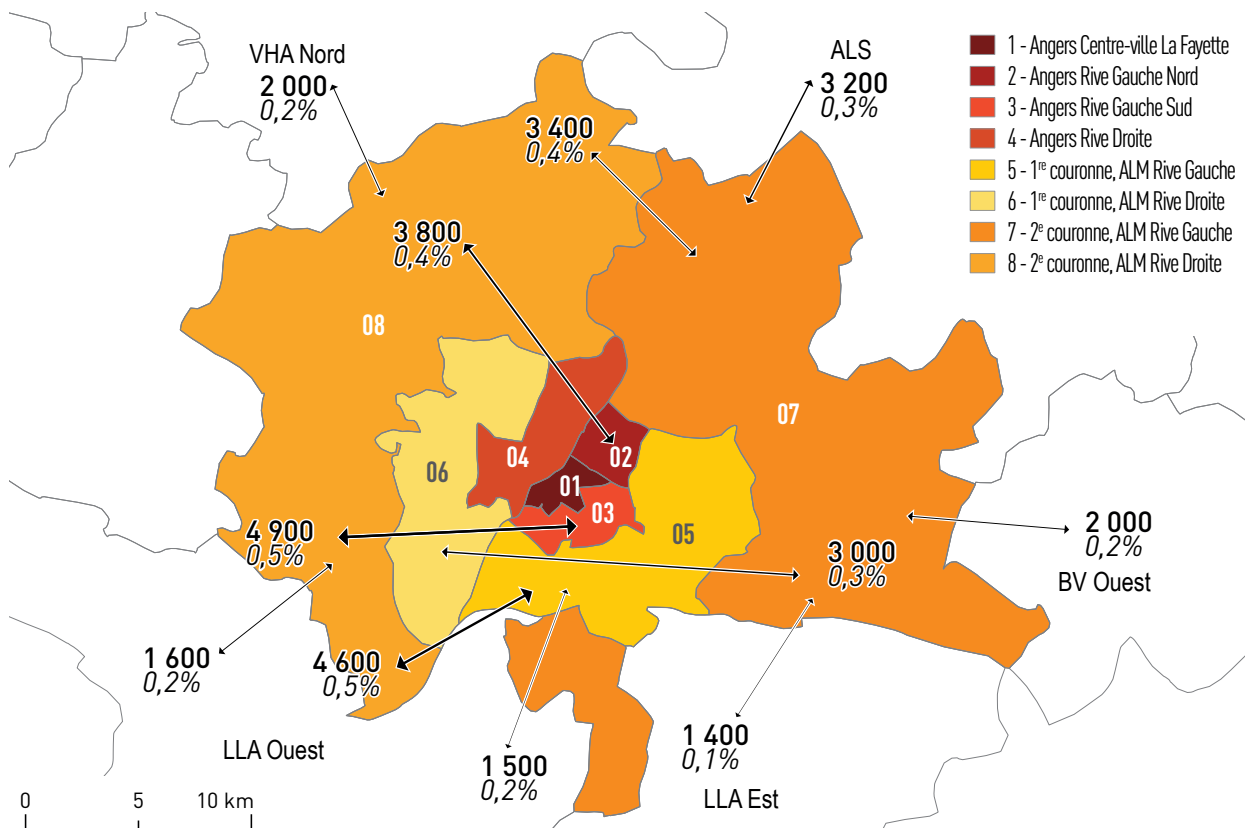 VHA Nord
2 000
0,2%
ALS
3 200
0,3%
1 - Angers Centre-ville La Fayette
2 - Angers Rive Gauche Nord
3 - Angers Rive Gauche Sud
4 - Angers Rive Droite
5 - 1re couronne, ALM Rive Gauche
6 - 1re couronne, ALM Rive Droite
7 - 2e couronne, ALM Rive Gauche
8 - 2e couronne, ALM Rive Droite
3 400
0,4%
3 800
0,4%
08
07
04
02
06
01
03
05
4 900
0,5%
3 000
0,3%
2 000
0,2%
BV Ouest
1 600
0,2%
4 600
0,5%
LLA Ouest
1 500
0,2%
1 400
0,1%
LLA Est
0 5 10 km